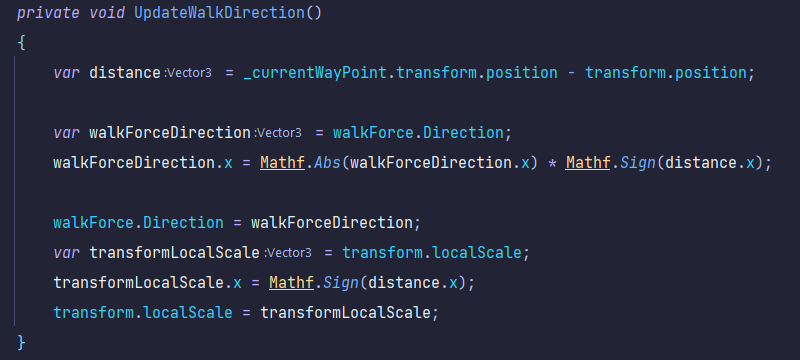 private void UpdateWalkDirection()
{
var distance :Vector3 = _currentWayPoint.transform.position - transform.position;
var walkForceDirection :Vector3 = walkForce.Direction;
walkForceDirection.x = Mathf.Abs(walkForceDirection.x) * Mathf.Sign(distance.x);
walkForce.Direction = walkForceDirection;
var transformLocalScale :Vector3 = transform.localScale;
transformLocalScale.x = Mathf.Sign(distance.x);
transform.localScale = transformLocalScale;
}